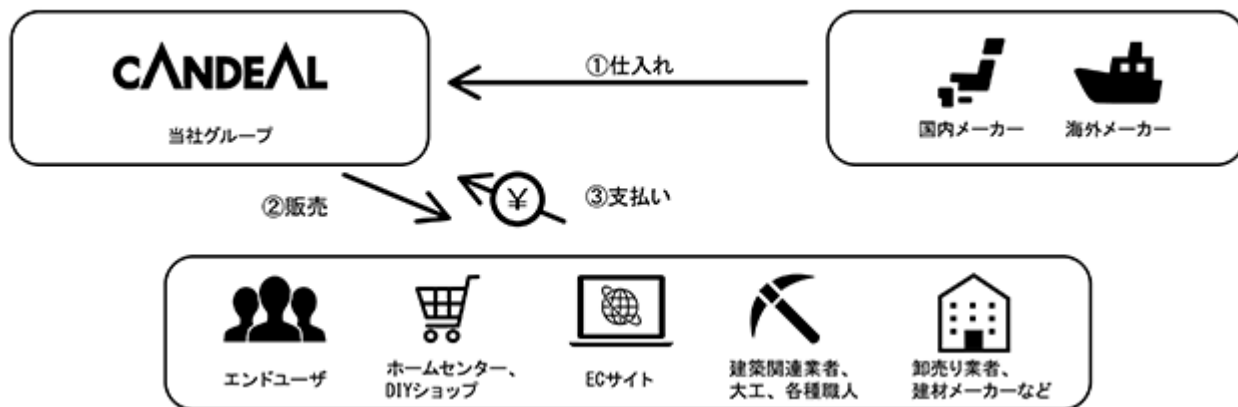 CANDEAL
当社グループ
①仕入れ
国内メーカー
海外メーカー
②販売
¥
③支払い
エンドユーザ
ホームセンター、
DIYショップ
ECサイト
建築関連業者、
大工、各種職人
卸売り業者、
建材メーカーなど